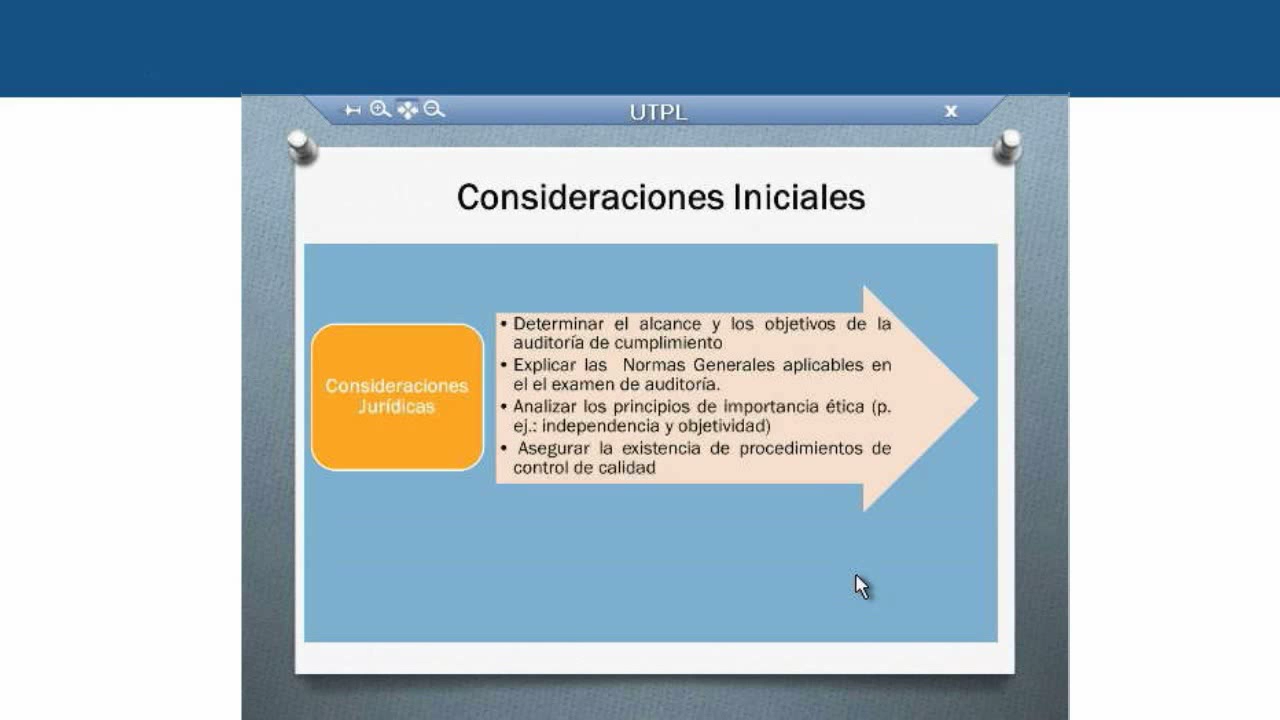 UTPL
x
Consideraciones Iniciales
Consideraciones
Jurídicas
• Determinar el alcance y los objetivos de la
auditoría de cumplimiento
• Explicar las Normas Generales aplicables en
el el examen de auditoría.
• Analizar los principios de importancia ética (p.
ej.: independencia y objetividad)
• Asegurar la existencia de procedimientos de
control de calidad